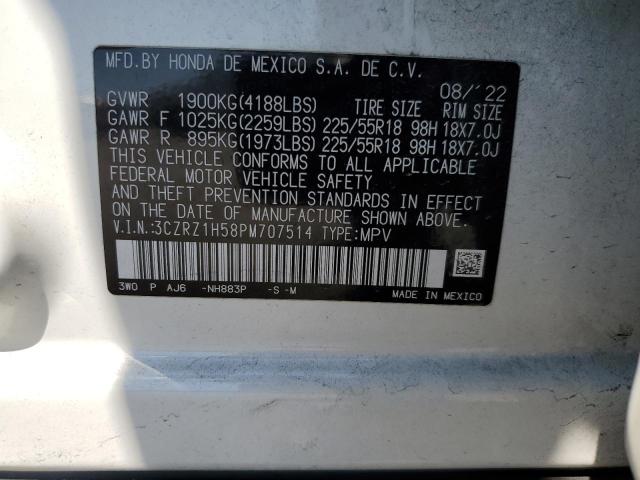 MFD.BY HONDA DE MEXICO S.A. DE C.V.
08/'22
GVWR 1900KG(4188LBS) TIRE SIZE RIM SIZE
GAWR F 1025KG(2259LBS) 225/55R18 98H 18X7.0J
GAWR R 895KG(1973LBS) 225/55R18 98H 18X7.0J
THIS VEHICLE CONFORMS TO ALL APPLICABLE
FEDERAL MOTOR VEHICLE SAFETY
AND THEFT PREVENTION STANDARDS IN EFFECT
ON THE DATE OF MANUFACTURE SHOWN ABOVE.
V.I.N.:3CZRZ1H58PM707514 TYPE:MPV
3W0 P AJ6 -NH883P -S -M
MADE IN MEXICO